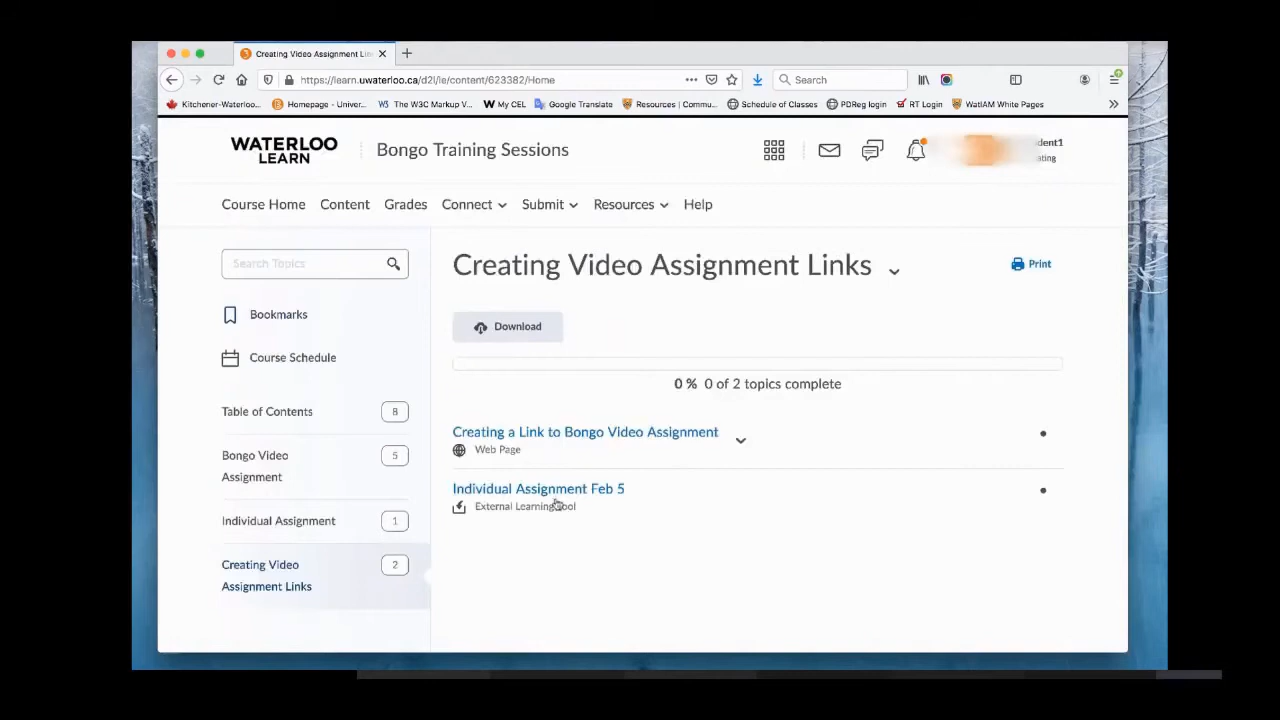 Creating Video Assignment Lin
https://learn.uwaterloo.ca/d2l/le/content/623382/Home
Search
Kitchener-Waterloo... Homepage - Univer... The W3C Markup V... My CEL Google Translate Resources | Commu... Schedule of Classes PDReg login RT Login WatIAM White Pages
WATERLOO
LEARN
Bongo Training Sessions
dent1
ating
Course Home Content Grades Connect Submit Resources Help
Search Topics
Creating Video Assignment Links
Print
Bookmarks
Download
Course Schedule
0 % 0 of 2 topics complete
Table of Contents 8
Creating a Link to Bongo Video Assignment
Web Page
Bongo Video
Assignment
5
Individual Assignment Feb 5
External Learning Tool
Individual Assignment 1
Creating Video
Assignment Links
2